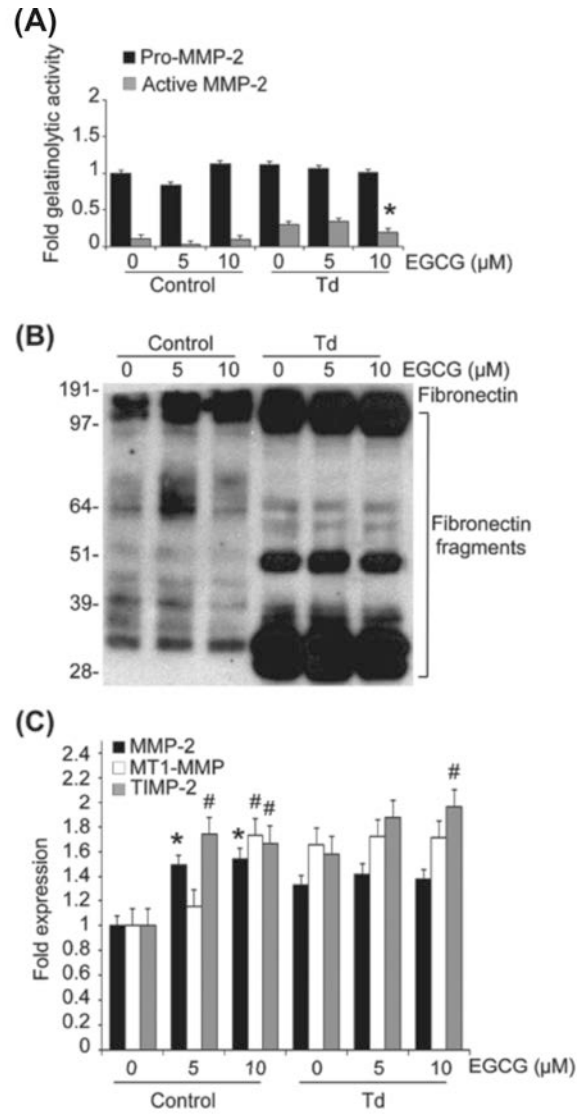 (A)
Pro-MMP-2
Active MMP-2
Fold gelatinolytic activity
2
1.5
1
0.5
0
*
0 5 10 0 5 10 EGCG (µM)
Control Td
(B)
Control Td
0 5 10 0 5 10 EGCG (µM)
191- Fibronectin
97-
64-
Fibronectin
fragments
51-
39-
28-
(C)
MMP-2
MT1-MMP
TIMP-2
Fold expression
2.4
2.2
2
1.8
1.6
1.4
1.2
1
0.8
0.6
0.4
0.2
0
* # * # # #
0 5 10 0 5 10 EGCG (µM)
Control Td